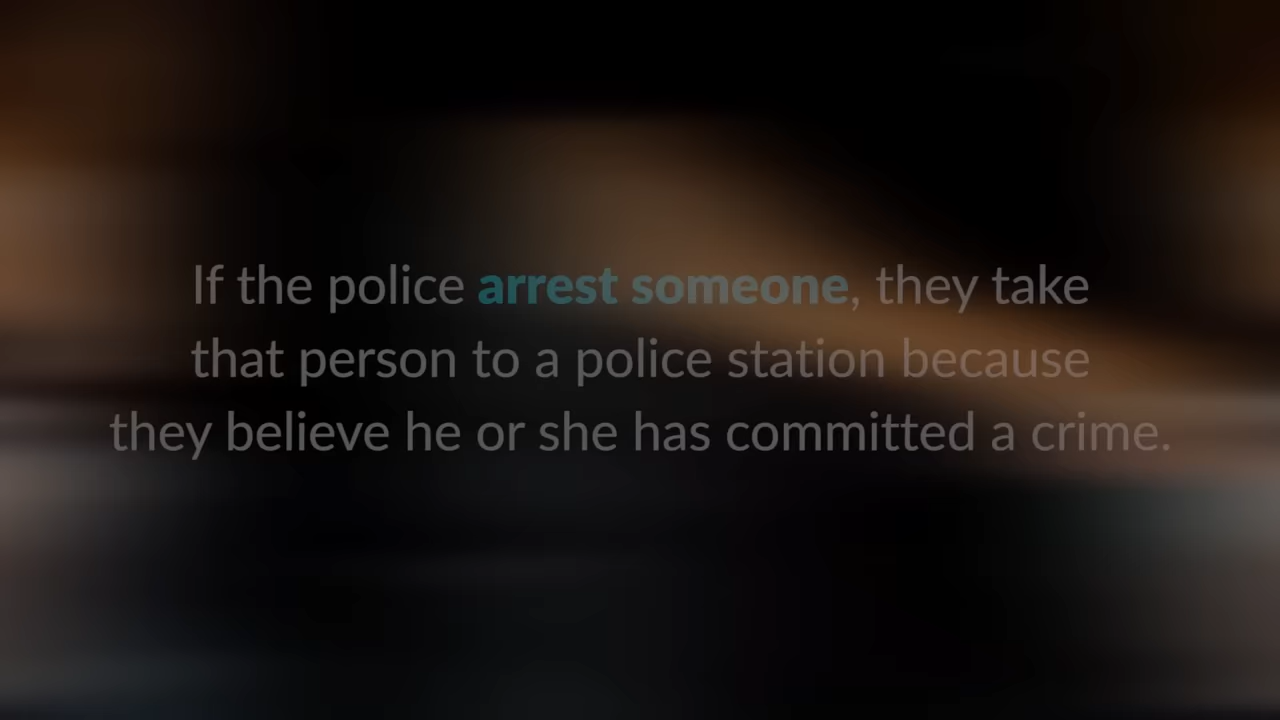 If the police arrest someone, they take
that person to a police station because
they believe he or she has committed a crime.